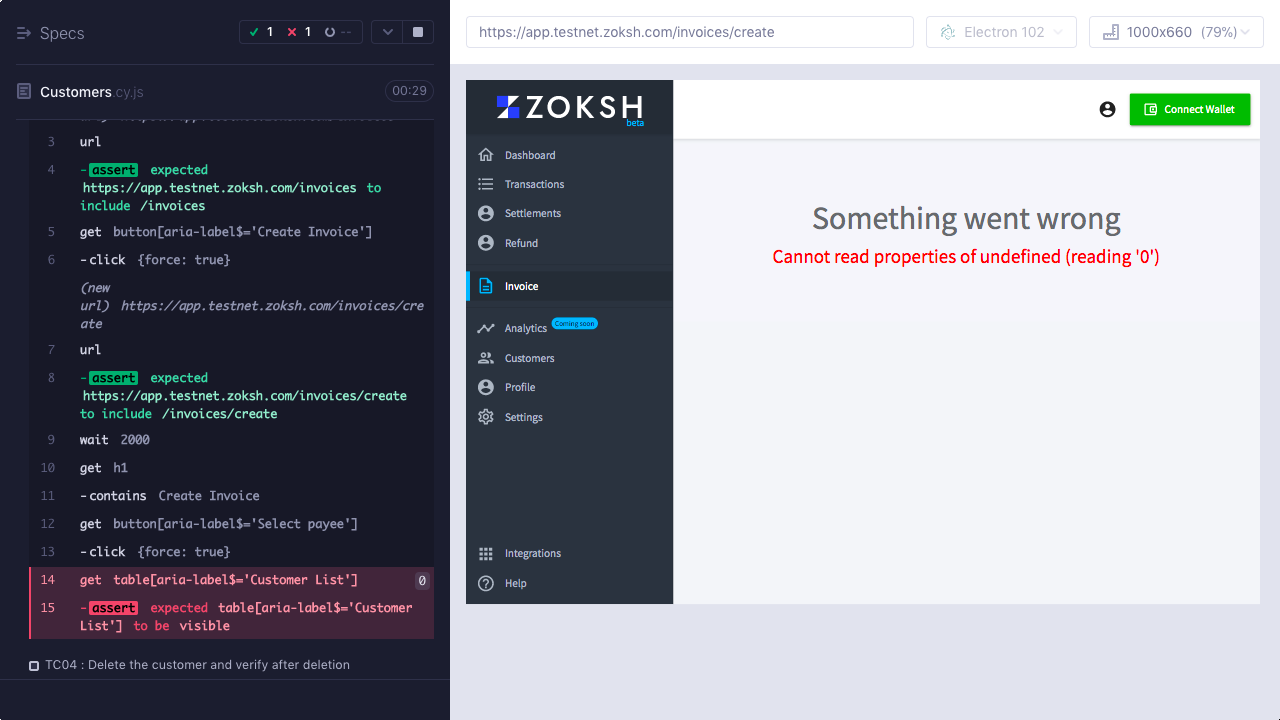 Specs
1
1
--
Customers.cy.js
00:29
3 url
4 -assert expected
https://app.testnet.zoksh.com/invoices to
include /invoices
5 get button[aria-label$='Create Invoice']
6 -click {force: true}
(new
url) https://app.testnet.zoksh.com/invoices/cre
ate
7 url
8 -assert expected
https://app.testnet.zoksh.com/invoices/create
to include /invoices/create
9 wait 2000
10 get h1
11 -contains Create Invoice
12 get button[aria-label$='Select payee']
13 -click {force: true}
14 get table[aria-label$='Customer List'] 0
15 -assert expected table[aria-label$='Customer
List'] to be visible
TC04 : Delete the customer and verify after deletion
https://app.testnet.zoksh.com/invoices/create
Electron 102
1000x660 (79%)
ZOKSH
beta
Dashboard
Transactions
Settlements
Refund
Invoice
Analytics Coming soon
Customers
Profile
Settings
Integrations
Help
Connect Wallet
Something went wrong
Cannot read properties of undefined (reading '0')